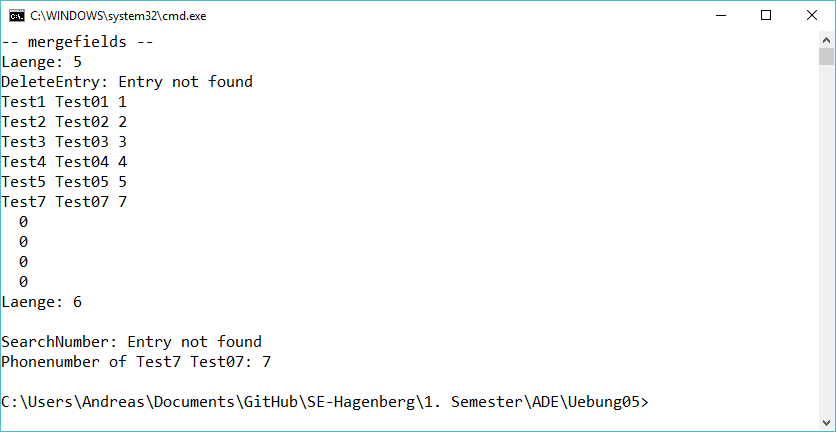 C:\WINDOWS\system32\cmd.exe
-- mergefields --
Laenge: 5
DeleteEntry: Entry not found
Test1 Test01 1
Test2 Test02 2
Test3 Test03 3
Test4 Test04 4
Test5 Test05 5
Test7 Test07 7
  0
  0
  0
  0
Laenge: 6

SearchNumber: Entry not found
Phonenumber of Test7 Test07: 7

C:\Users\Andreas\Documents\GitHub\SE-Hagenberg\1. Semester\ADE\Uebung05>